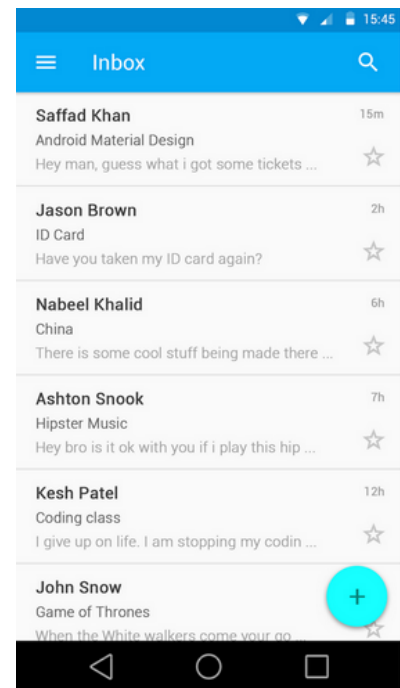 15:45
Inbox
Saffad Khan 15m
Android Material Design
Hey man, guess what i got some tickets ...
Jason Brown 2h
ID Card
Have you taken my ID card again?
Nabeel Khalid 6h
China
There is some cool stuff being made there ...
Ashton Snook 7h
Hipster Music
Hey bro is it ok with you if i play this hip ...
Kesh Patel 12h
Coding class
I give up on life. I am stopping my codin ...
John Snow
Game of Thrones
When the White walkers come your go ...